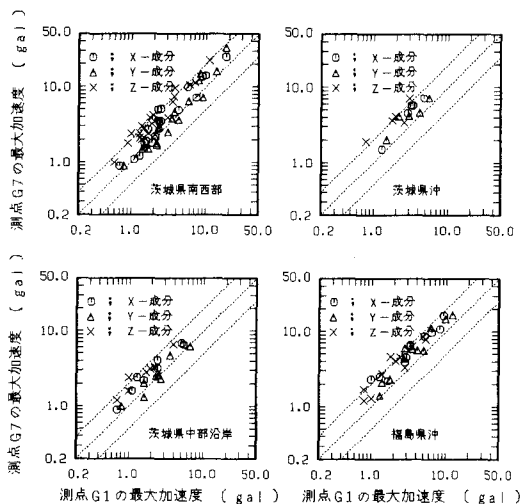 測点G7の最大加速度 (gal)
50.0
10.0
1.0
0.2
○ ; X-成分
△ ; Y-成分
× ; Z-成分
茨城県南西部
0.2 1.0 10.0 50.0
50.0
10.0
1.0
0.2
○ ; X-成分
△ ; Y-成分
× ; Z-成分
茨城県沖
0.2 1.0 10.0 50.0
測点G7の最大加速度 (gal)
50.0
10.0
1.0
0.2
○ ; X-成分
△ ; Y-成分
× ; Z-成分
茨城県中部沿岸
0.2 1.0 10.0 50.0
測点G1の最大加速度 (gal)
50.0
10.0
1.0
0.2
○ ; X-成分
△ ; Y-成分
× ; Z-成分
福島県沖
0.2 1.0 10.0 50.0
測点G1の最大加速度 (gal)